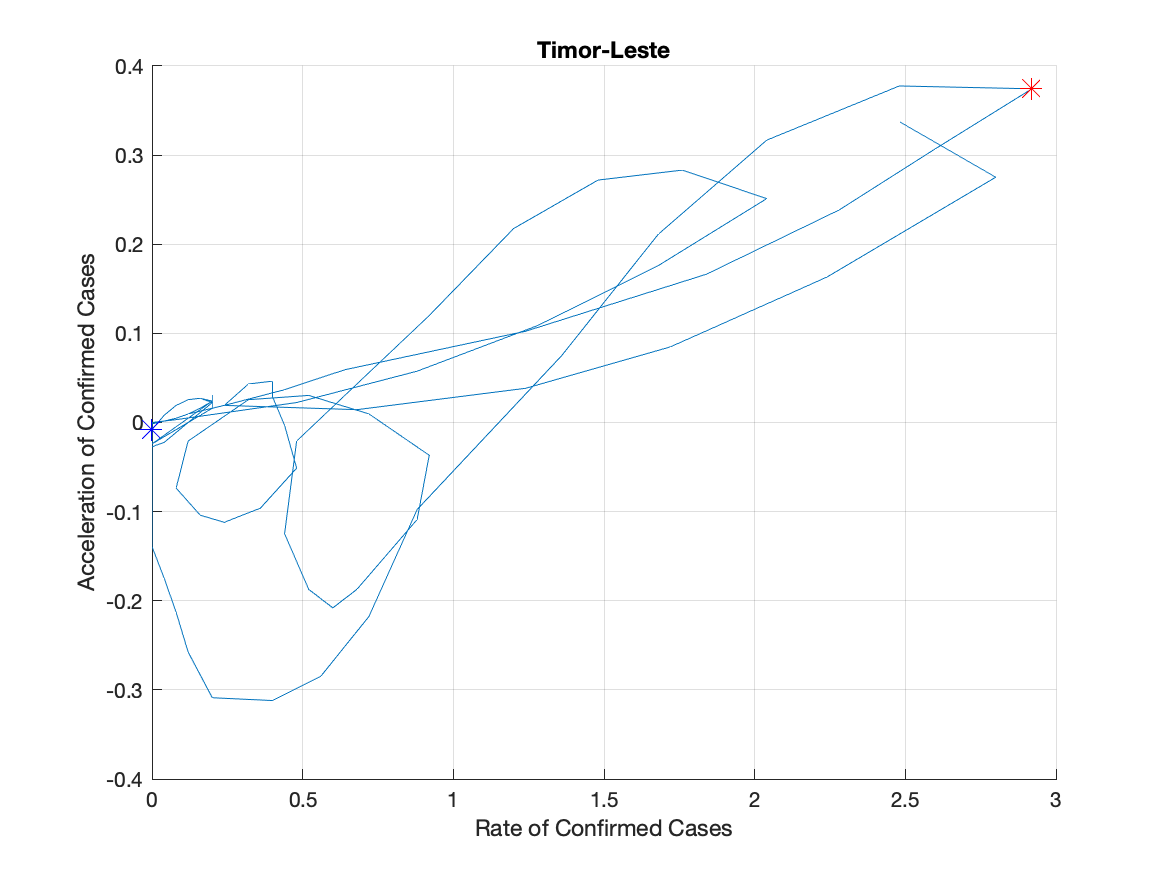 Timor-Leste
0.4
0.3
0.2
0.1
0
-0.1
-0.2
-0.3
-0.4
Acceleration of Confirmed Cases
0 0.5 1 1.5 2 2.5 3
Rate of Confirmed Cases